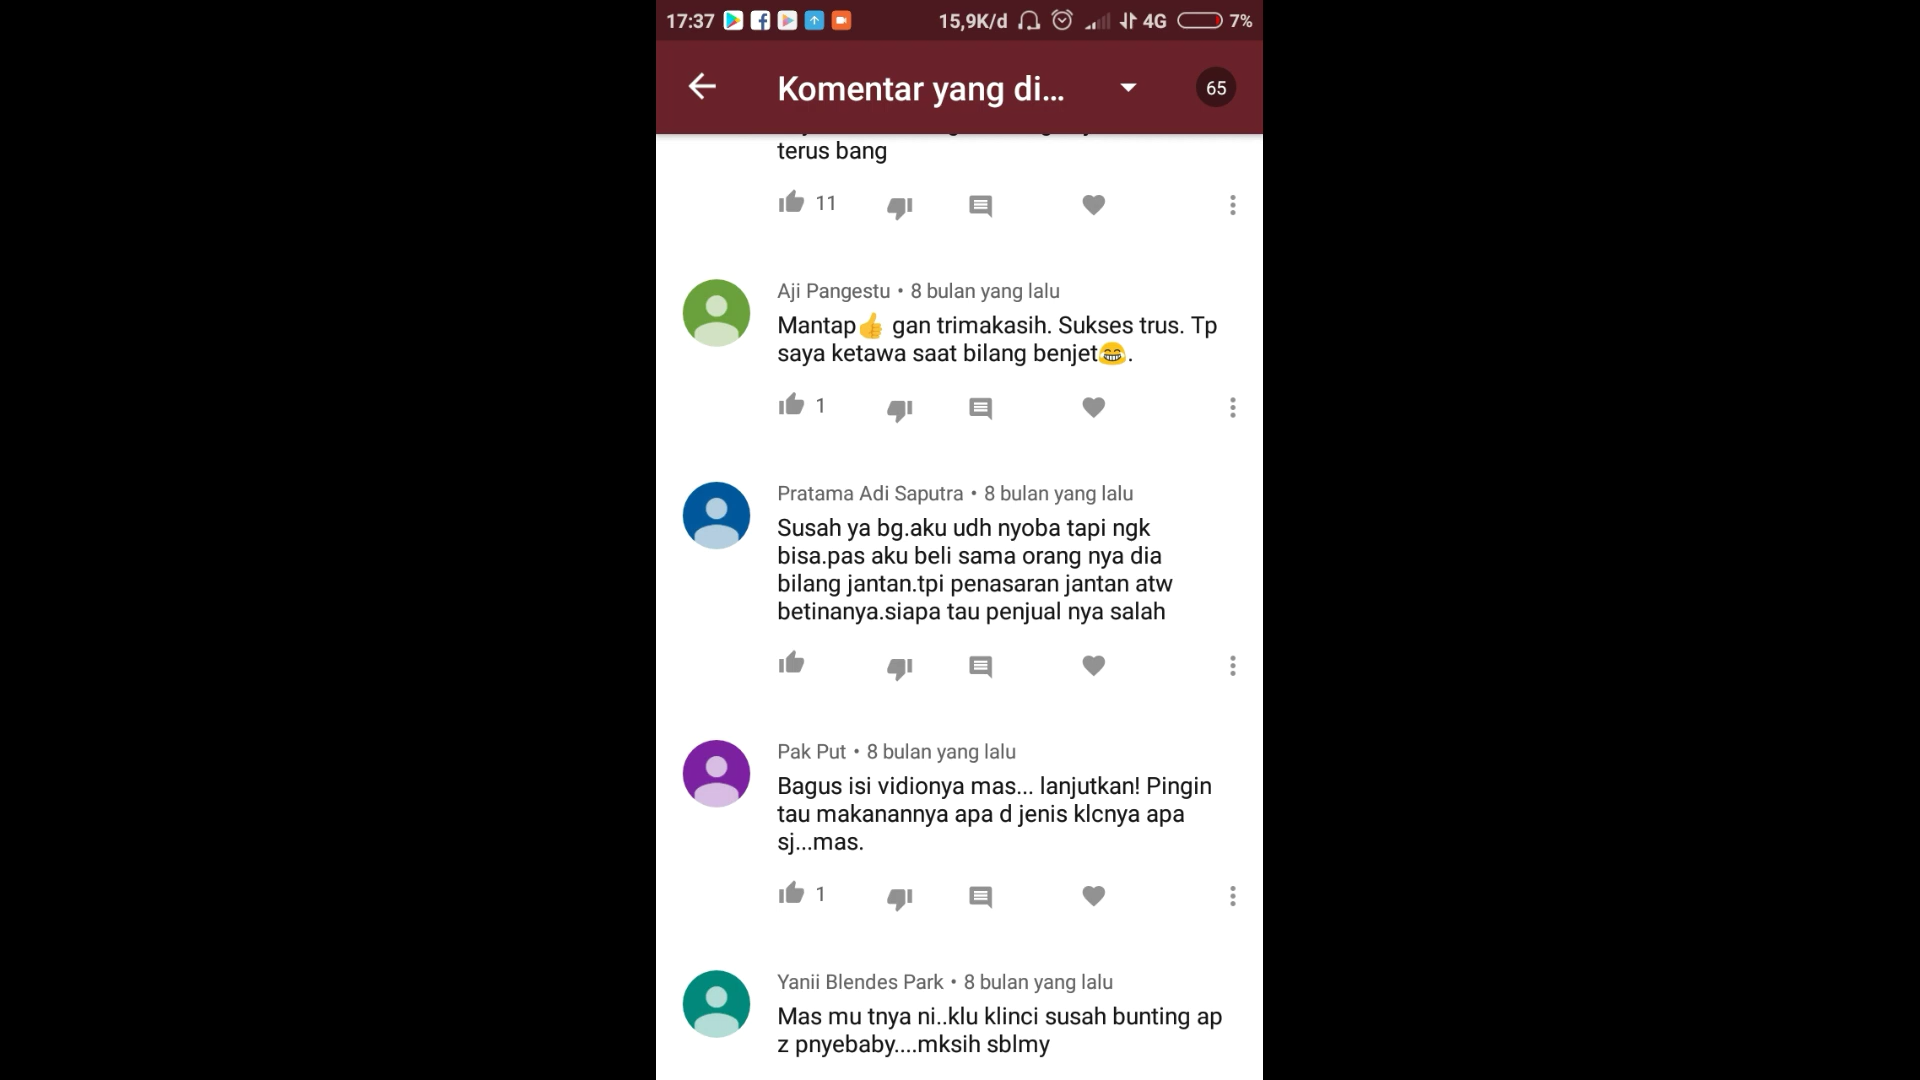 17:37 15,9K/d 4G 7%
Komentar yang di... 65
terus bang
11
Aji Pangestu • 8 bulan yang lalu
Mantap👍 gan trimakasih. Sukses trus. Tp
saya ketawa saat bilang benjet😂.
1
Pratama Adi Saputra • 8 bulan yang lalu
Susah ya bg.aku udh nyoba tapi ngk
bisa.pas aku beli sama orang nya dia
bilang jantan.tpi penasaran jantan atw
betinanya.siapa tau penjual nya salah
Pak Put • 8 bulan yang lalu
Bagus isi vidionya mas... lanjutkan! Pingin
tau makanannya apa d jenis klcnya apa
sj...mas.
1
Yanii Blendes Park • 8 bulan yang lalu
Mas mu tnya ni..klu klinci susah bunting ap
z pnyebaby....mksih sblmy